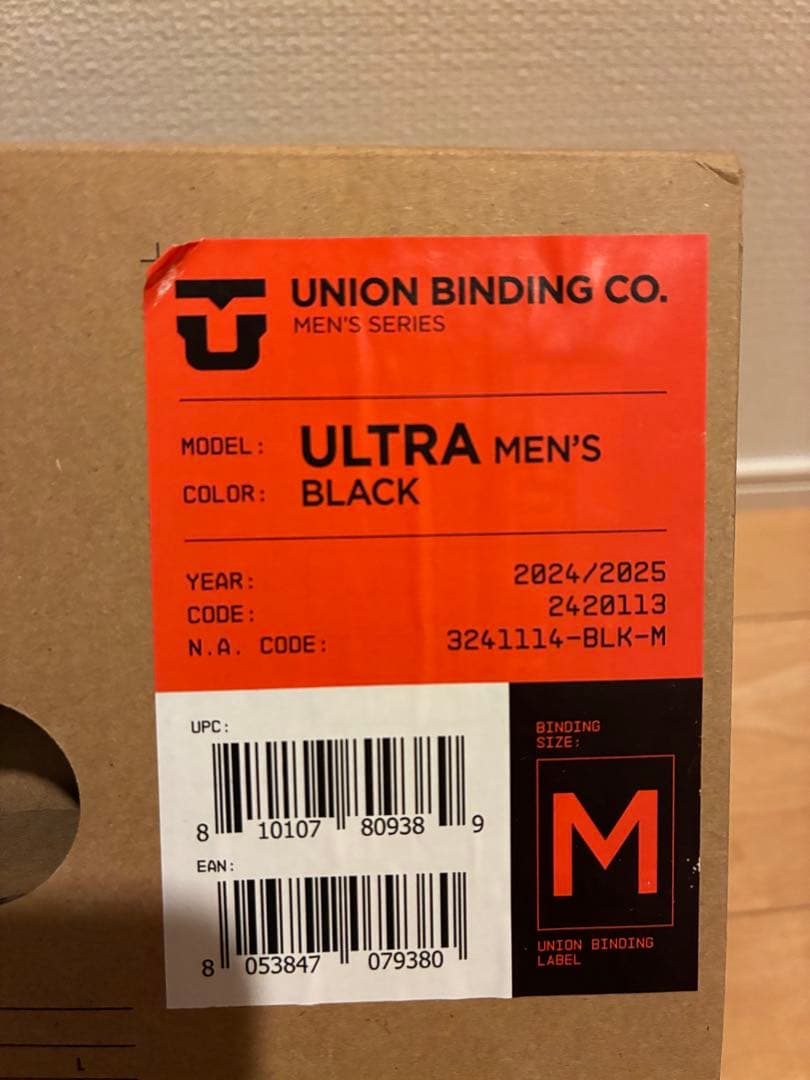 UNION BINDING CO.
MEN'S SERIES
MODEL: ULTRA MEN'S
COLOR: BLACK
YEAR: 2024/2025
CODE: 2420113
N.A. CODE: 3241114-BLK-M
UPC:
8 10107 80938 9
EAN:
8 053847 079380
BINDING
SIZE:
M
UNION BINDING
LABEL
L